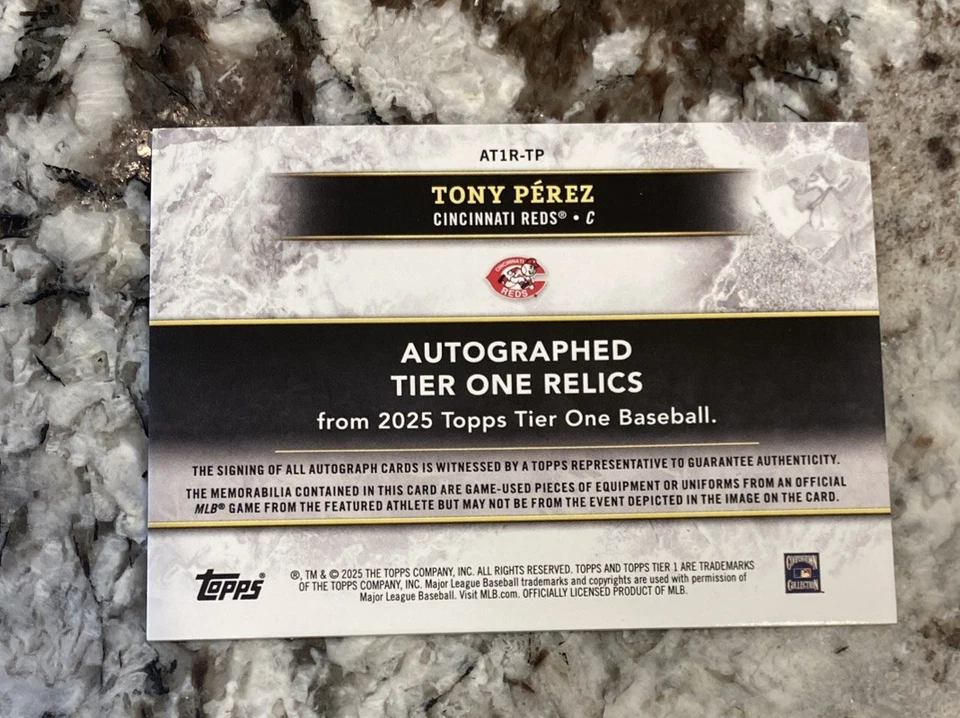 AT1R-TP
TONY PÉREZ
CINCINNATI REDS® • C
CINCINNATI
REDS
AUTOGRAPHED
TIER ONE RELICS
from 2025 Topps Tier One Baseball.
THE SIGNING OF ALL AUTOGRAPH CARDS IS WITNESSED BY A TOPPS REPRESENTATIVE TO GUARANTEE AUTHENTICITY.
THE MEMORABILIA CONTAINED IN THIS CARD ARE GAME-USED PIECES OF EQUIPMENT OR UNIFORMS FROM AN OFFICIAL
MLB® GAME FROM THE FEATURED ATHLETE BUT MAY NOT BE FROM THE EVENT DEPICTED IN THE IMAGE ON THE CARD.
topps®
®, TM & © 2025 THE TOPPS COMPANY, INC. ALL RIGHTS RESERVED. TOPPS AND TOPPS TIER 1 ARE TRADEMARKS
OF THE TOPPS COMPANY, INC. Major League Baseball trademarks and copyrights are used with permission of
Major League Baseball. Visit MLB.com. OFFICIALLY LICENSED PRODUCT OF MLB.
COOPERSTOWN
COLLECTION